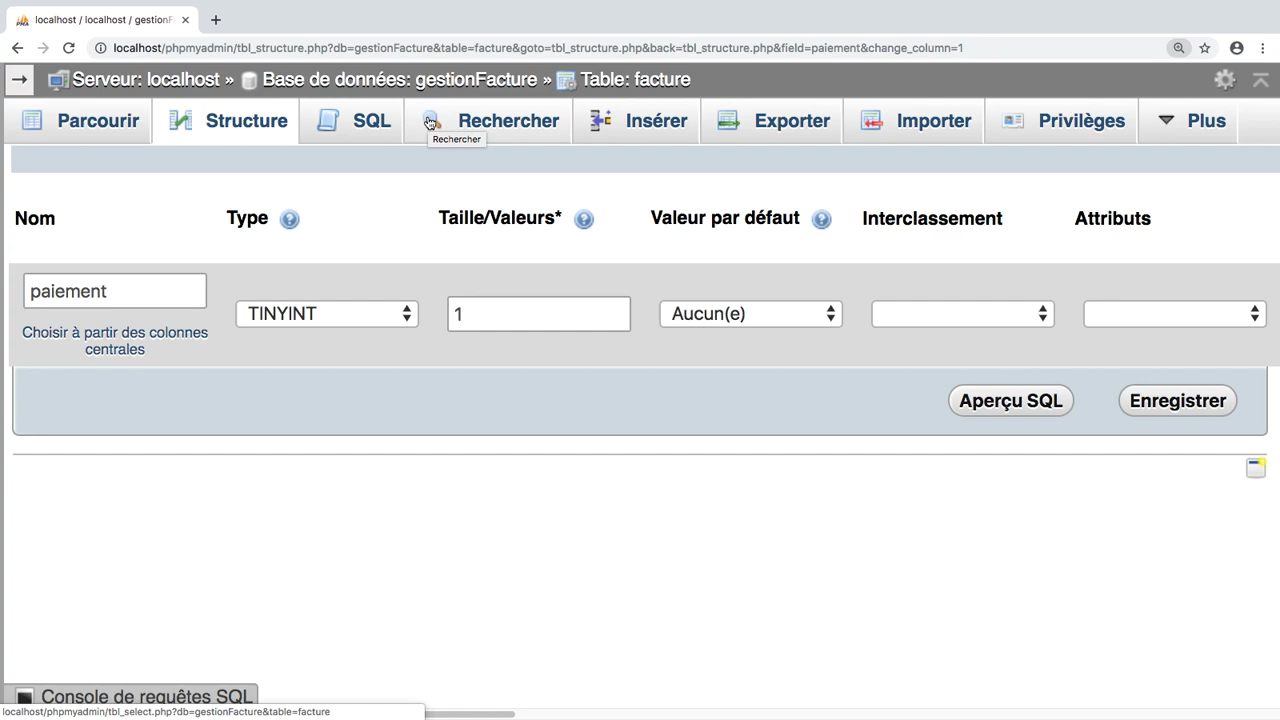 localhost / localhost / gestionF
localhost/phpmyadmin/tbl_structure.php?db=gestionFacture&table=facture&goto=tbl_structure.php&back=tbl_structure.php&field=paiement&change_column=1
Serveur: localhost » Base de données: gestionFacture » Table: facture
Parcourir Structure SQL Rechercher Insérer Exporter Importer Privilèges Plus
Rechercher
Nom Type Taille/Valeurs* Valeur par défaut Interclassement Attributs
paiement TINYINT 1 Aucun(e)
Choisir à partir des colonnes
centrales
Aperçu SQL Enregistrer
Console de requêtes SQL
localhost/phpmyadmin/tbl_select.php?db=gestionFacture&table=facture